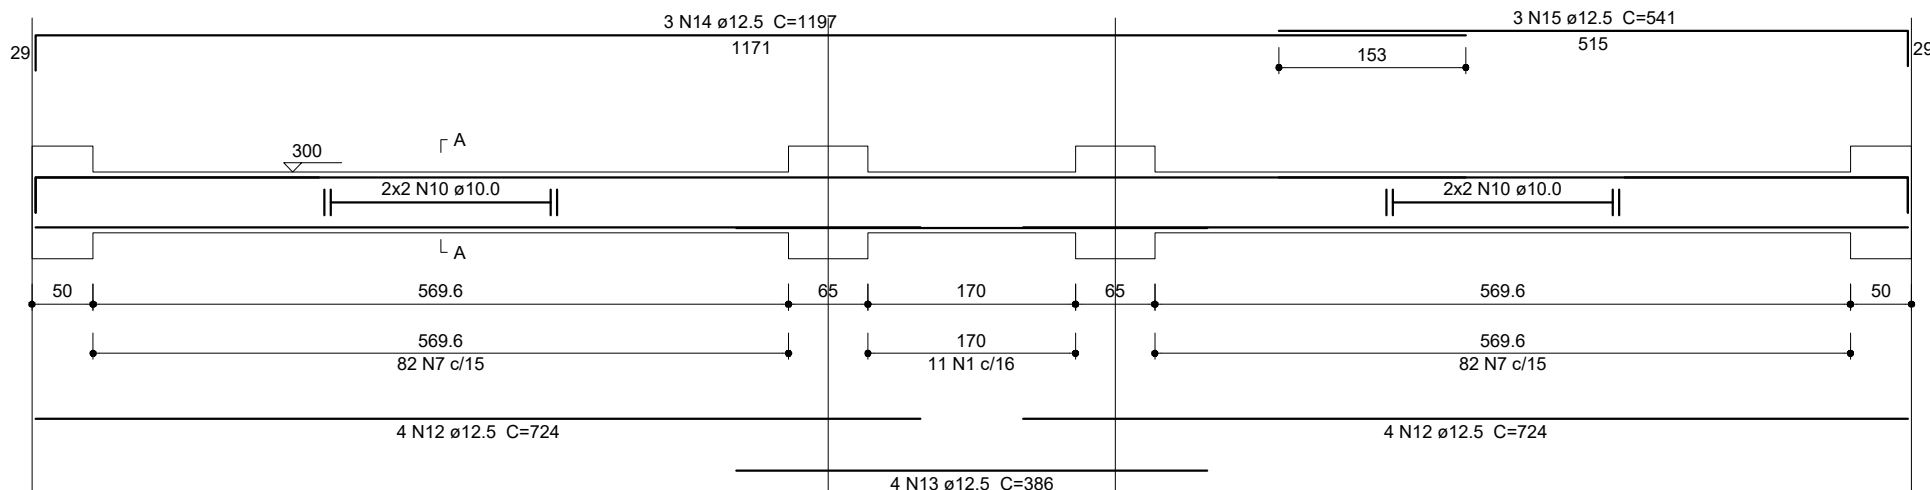 3 N14 ø12.5 C=1197
3 N15 ø12.5 C=541
29
1171
153
515
29
A
300
2x2 N10 ø10.0
2x2 N10 ø10.0
A
50
569.6
65
170
65
569.6
50
569.6
170
569.6
82 N7 c/15
11 N1 c/16
82 N7 c/15
4 N12 ø12.5 C=724
4 N12 ø12.5 C=724
4 N13 ø12.5 C=386